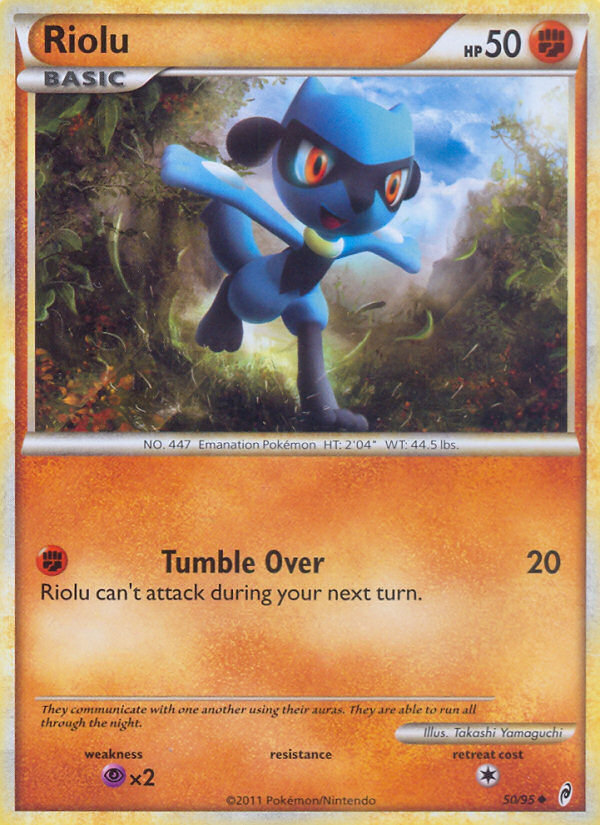 Riolu
HP 50
BASIC
NO. 447 Emanation Pokémon HT: 2'04" WT: 44.5 lbs.
Tumble Over 20
Riolu can't attack during your next turn.
They communicate with one another using their auras. They are able to run all
through the night.
Illus. Takashi Yamaguchi
weakness resistance retreat cost
×2
©2011 Pokémon/Nintendo 50/95